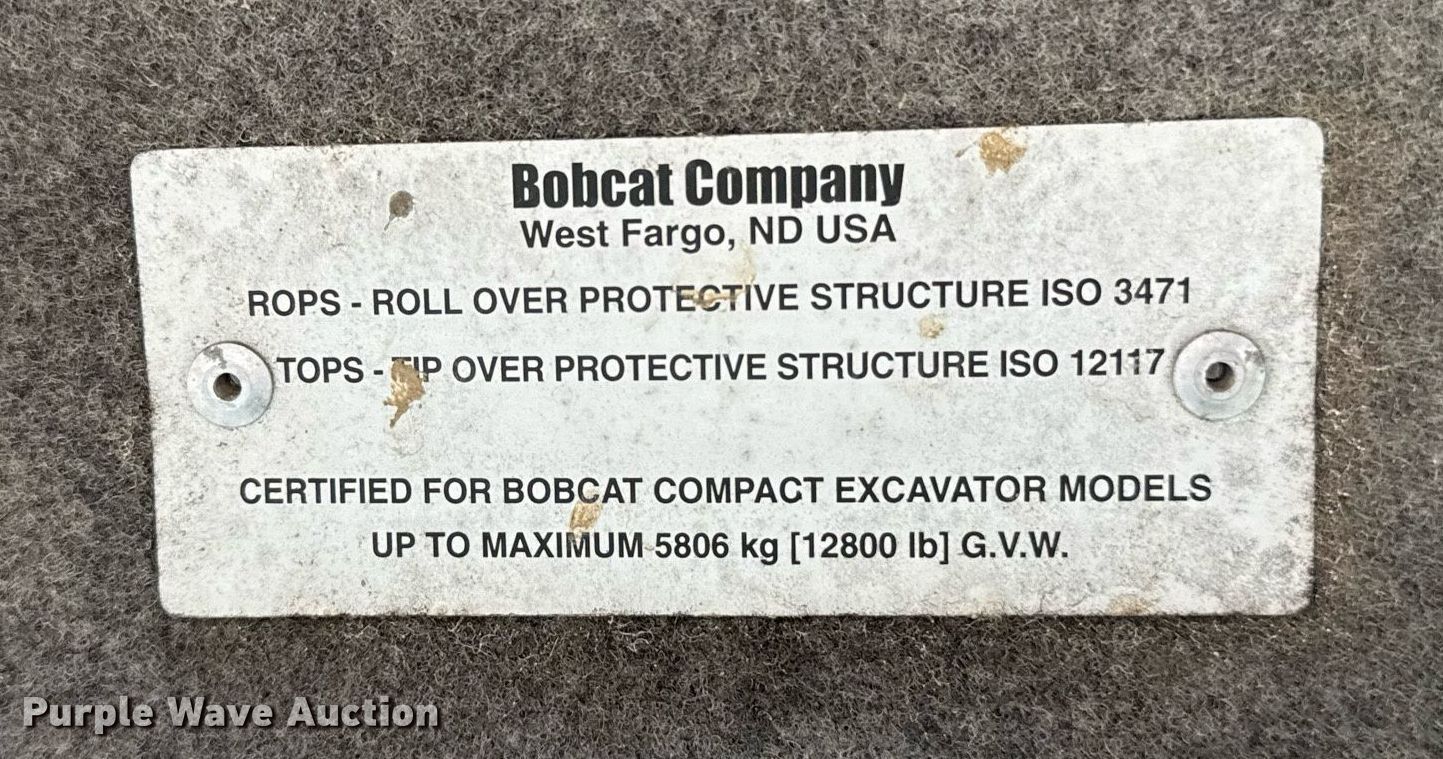 Bobcat Company
West Fargo, ND USA
ROPS - ROLL OVER PROTECTIVE STRUCTURE ISO 3471
TOPS - TIP OVER PROTECTIVE STRUCTURE ISO 12117
CERTIFIED FOR BOBCAT COMPACT EXCAVATOR MODELS
UP TO MAXIMUM 5806 kg [12800 lb] G.V.W.
Purple Wave Auction